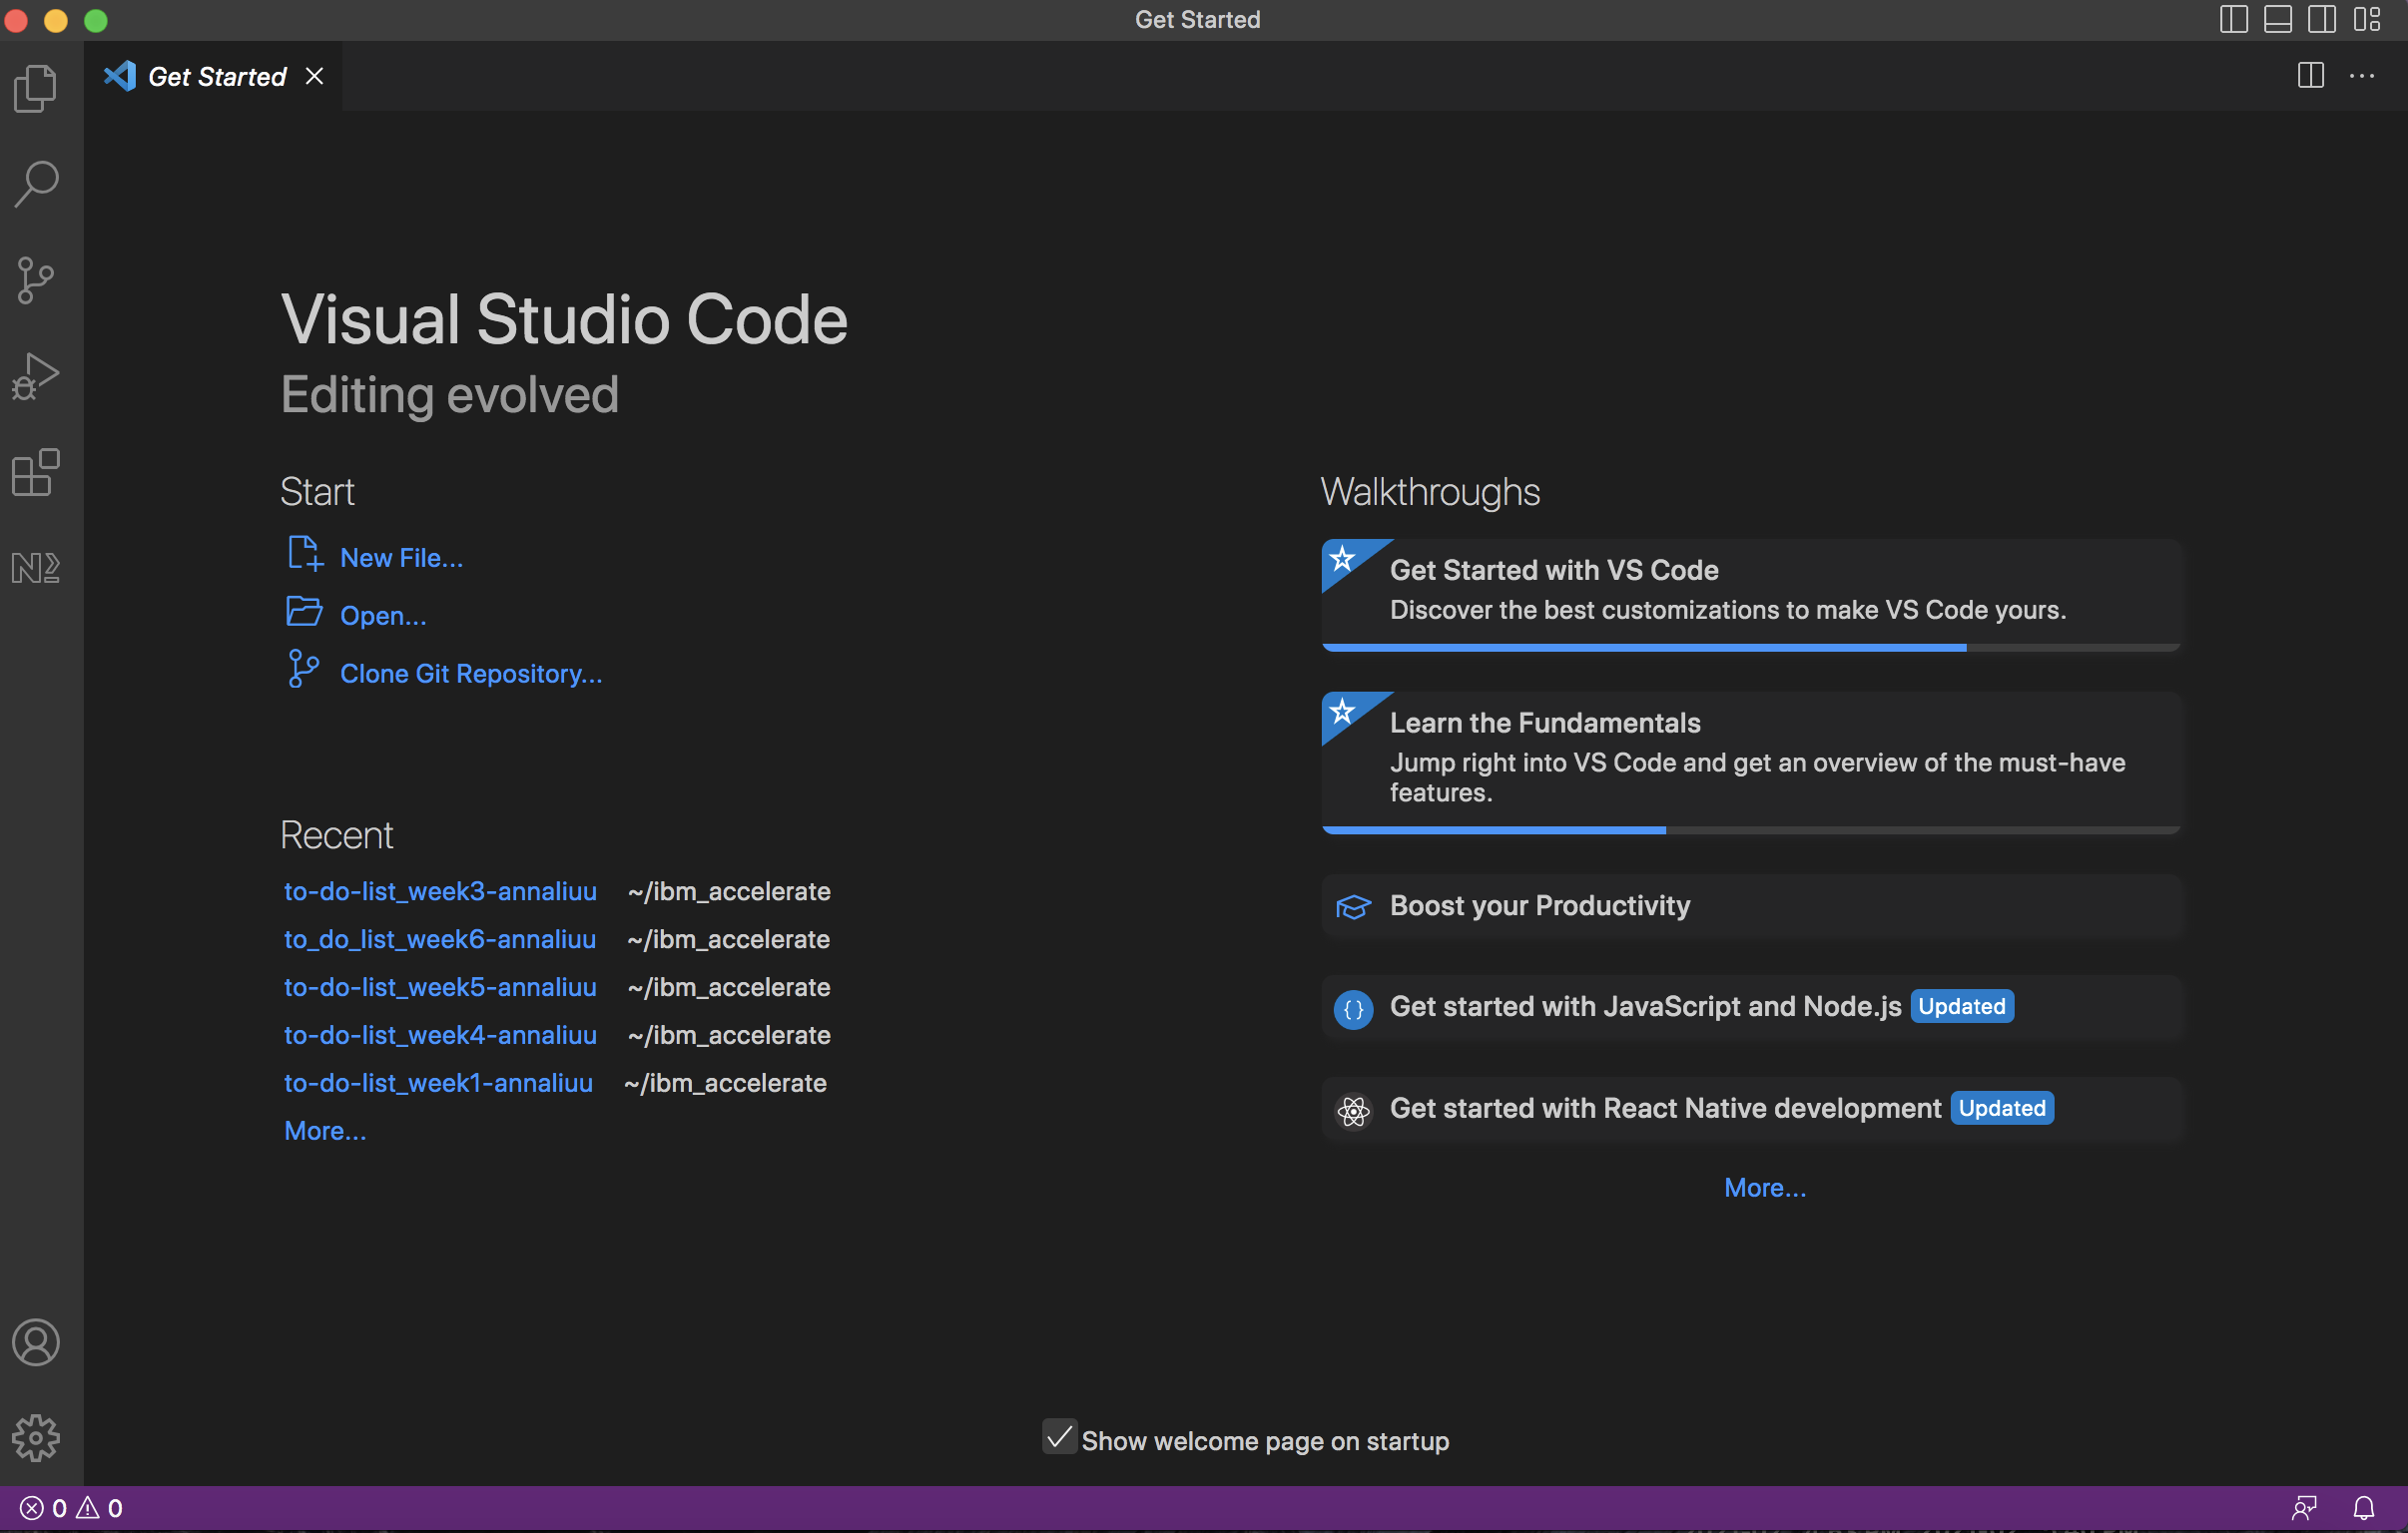 Get Started
Get Started
Visual Studio Code
Editing evolved
Start
New File...
Open...
Clone Git Repository...
Recent
to-do-list_week3-annaliuu ~/ibm_accelerate
to_do_list_week6-annaliuu ~/ibm_accelerate
to-do-list_week5-annaliuu ~/ibm_accelerate
to-do-list_week4-annaliuu ~/ibm_accelerate
to-do-list_week1-annaliuu ~/ibm_accelerate
More...
Walkthroughs
Get Started with VS Code
Discover the best customizations to make VS Code yours.
Learn the Fundamentals
Jump right into VS Code and get an overview of the must-have
features.
Boost your Productivity
Get started with JavaScript and Node.js Updated
Get started with React Native development Updated
More...
Show welcome page on startup
0 0